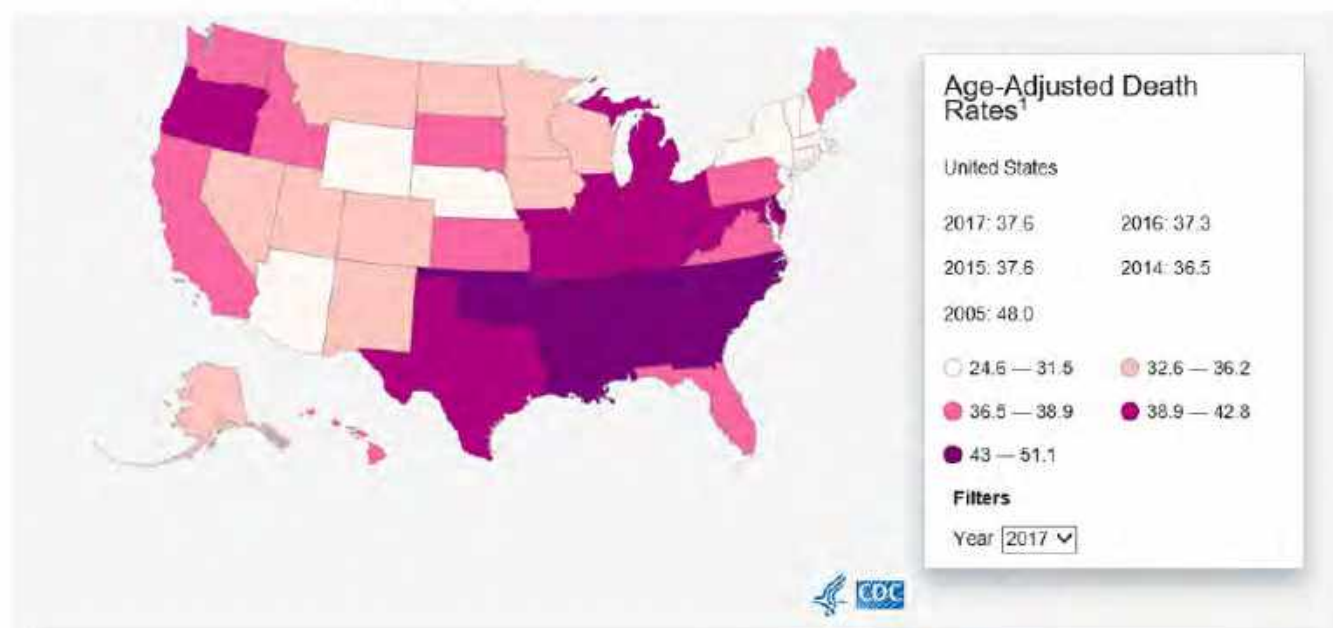 Age-Adjusted Death
Rates¹
United States
2017: 37.6 2016: 37.3
2015: 37.6 2014: 36.5
2005: 48.0
24.6 — 31.5 32.6 — 36.2
36.5 — 38.9 38.9 — 42.8
43 — 51.1
Filters
Year 2017
CDC